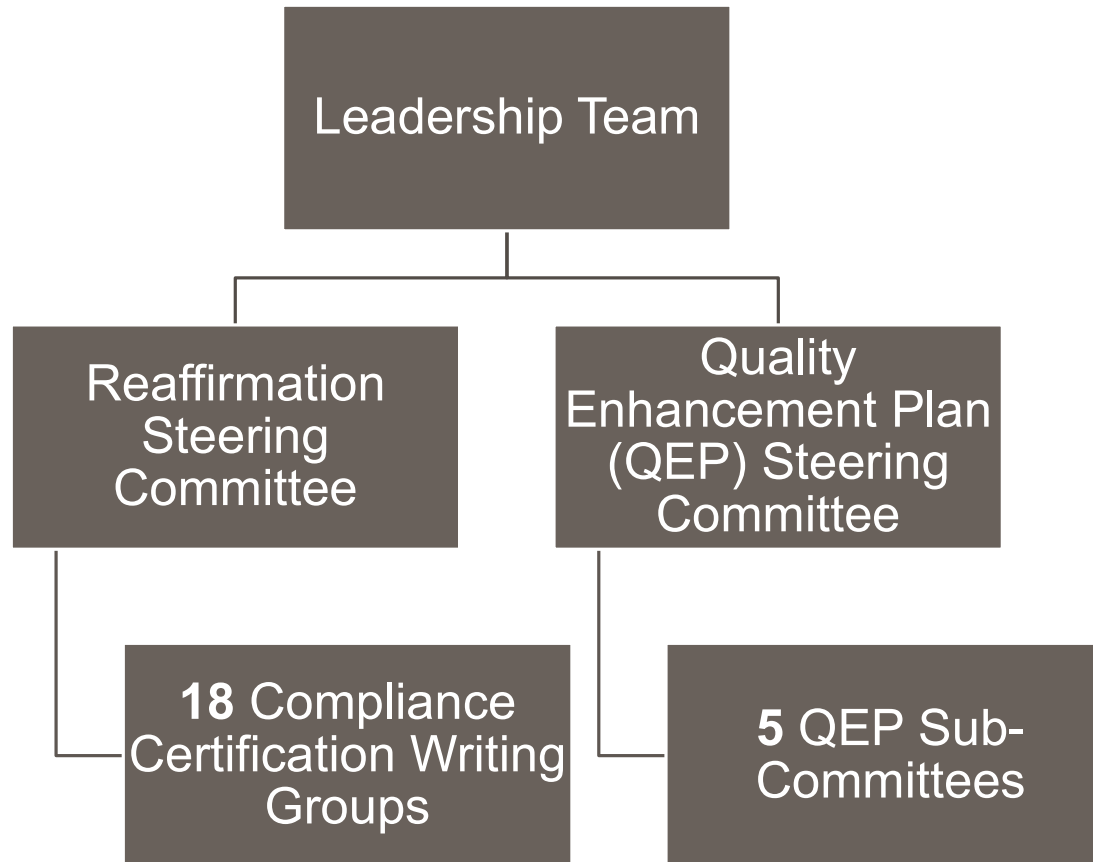 Leadership Team
Reaffirmation
Steering
Committee
Quality
Enhancement Plan
(QEP) Steering
Committee
18 Compliance
Certification Writing
Groups
5 QEP Sub-
Committees